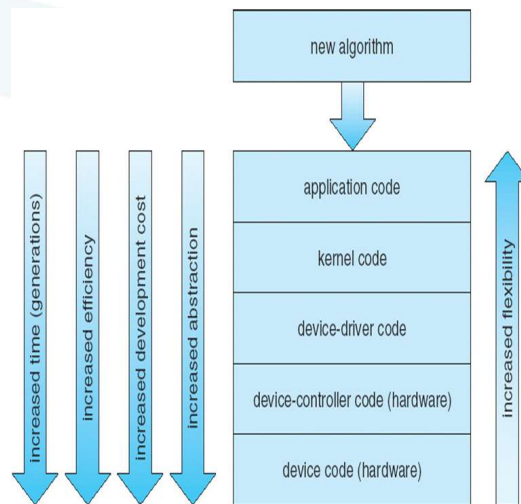 new algorithm
increased time (generations)
increased efficiency
increased development cost
increased abstraction
application code
kernel code
device-driver code
device-controller code (hardware)
device code (hardware)
increased flexibility